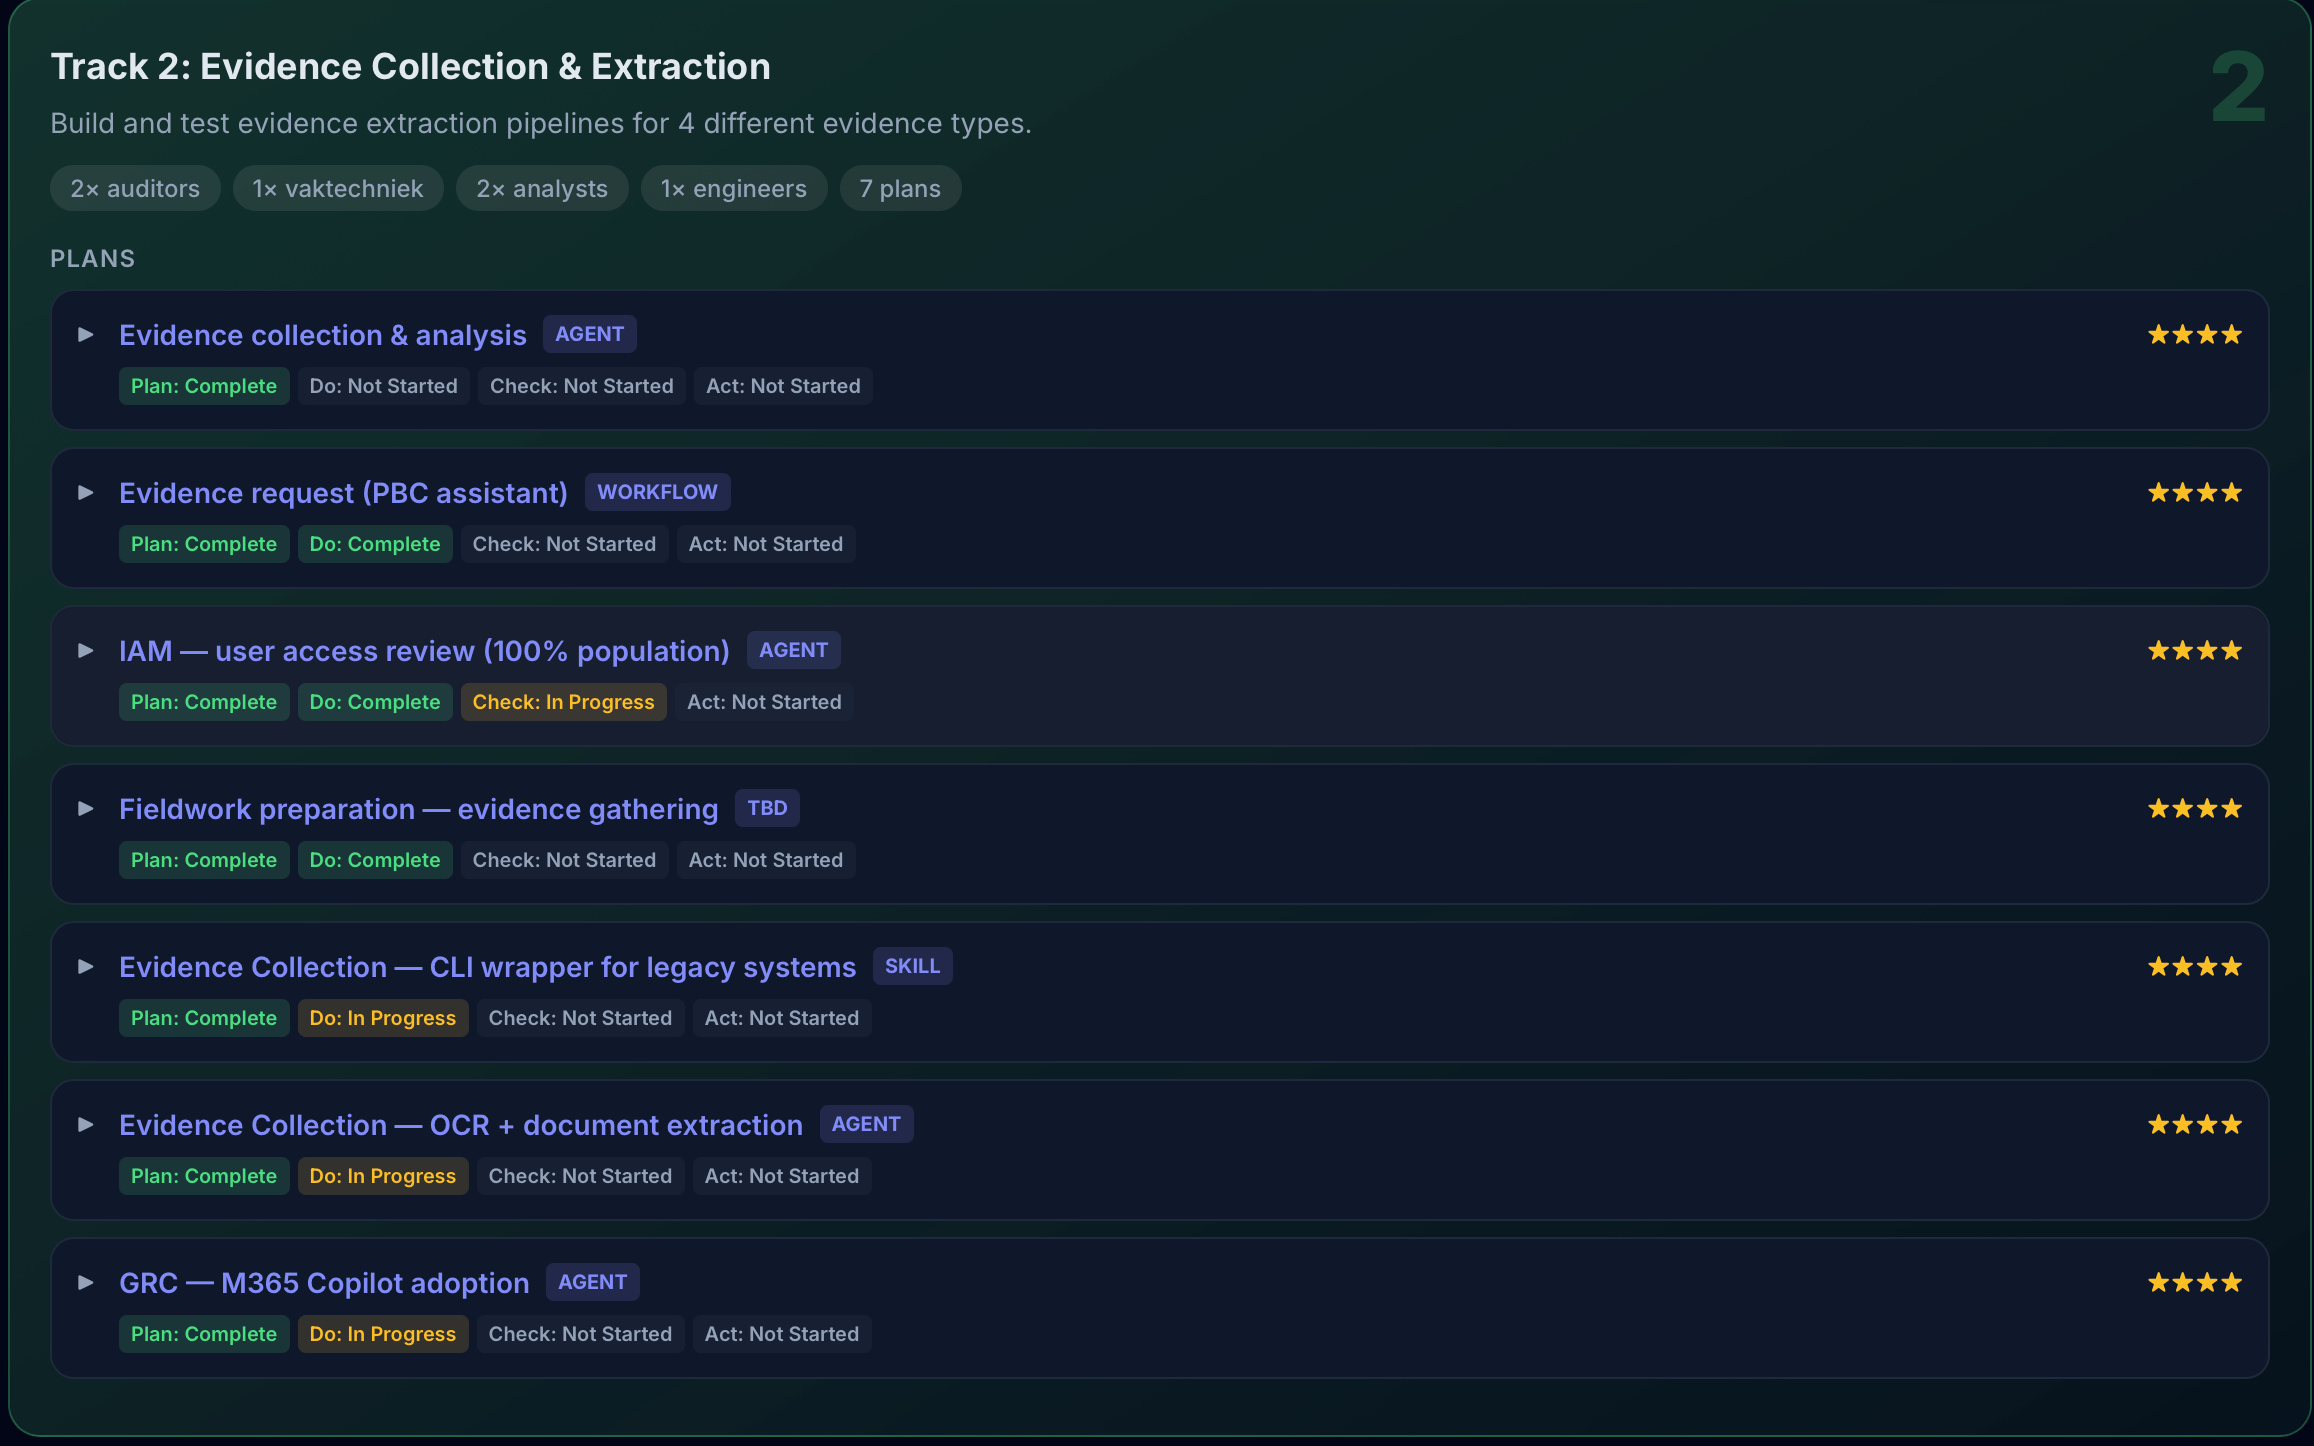 Track 2: Evidence Collection & Extraction
2
Build and test evidence extraction pipelines for 4 different evidence types.
2× auditors 1× vaktechniek 2× analysts 1× engineers 7 plans
PLANS
▶ Evidence collection & analysis AGENT ★★★★
Plan: Complete Do: Not Started Check: Not Started Act: Not Started
▶ Evidence request (PBC assistant) WORKFLOW ★★★★
Plan: Complete Do: Complete Check: Not Started Act: Not Started
▶ IAM — user access review (100% population) AGENT ★★★★
Plan: Complete Do: Complete Check: In Progress Act: Not Started
▶ Fieldwork preparation — evidence gathering TBD ★★★★
Plan: Complete Do: Complete Check: Not Started Act: Not Started
▶ Evidence Collection — CLI wrapper for legacy systems SKILL ★★★★
Plan: Complete Do: In Progress Check: Not Started Act: Not Started
▶ Evidence Collection — OCR + document extraction AGENT ★★★★
Plan: Complete Do: In Progress Check: Not Started Act: Not Started
▶ GRC — M365 Copilot adoption AGENT ★★★★
Plan: Complete Do: In Progress Check: Not Started Act: Not Started